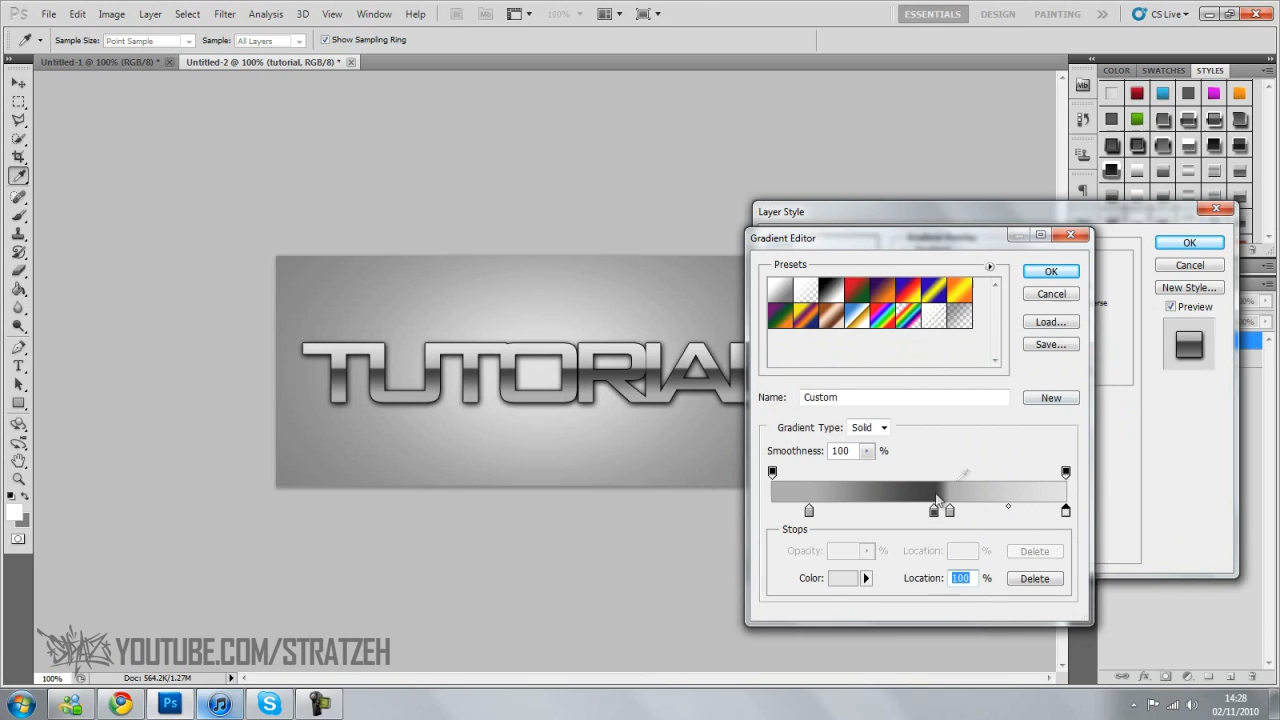 Ps File Edit Image Layer Select Filter Analysis 3D View Window Help Mb 100% ESSENTIALS DESIGN PAINTING CS Live
Sample Size: Point Sample Sample: All Layers Show Sampling Ring
Untitled-1 @ 100% (RGB/8) * Untitled-2 @ 100% (tutorial, RGB/8) *
COLOR SWATCHES STYLES
Mb
TUTORIAL
Layer Style
OK
Cancel
New Style...
Preview
Gradient Editor
Presets
OK
Cancel
Load...
Save...
Name: Custom New
Gradient Type: Solid
Smoothness: 100 %
Stops
Opacity: % Location: % Delete
Color: Location: 100 % Delete
YOUTUBE.COM/STRATZEH
100% Doc: 564.2K/1.27M
Ps
14:28
02/11/2010